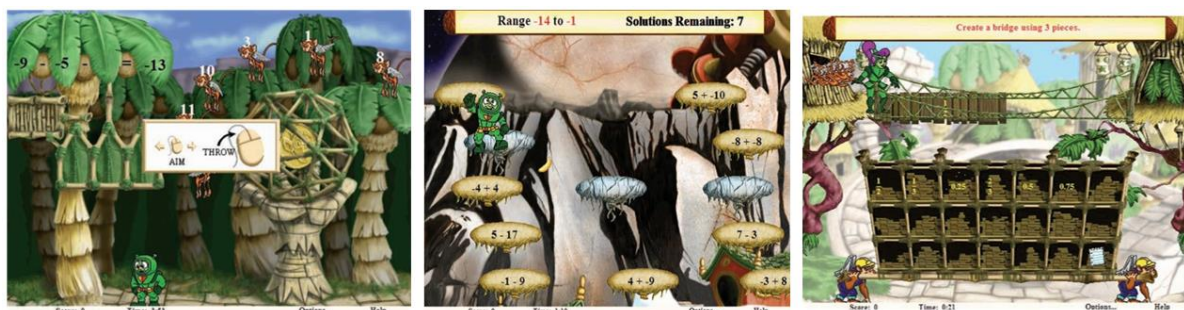 -9 - -5 - = -13
3
1
8
10
11
AIM
THROW
Range -14 to -1 Solutions Remaining: 7
5 + -10
-8 + -8
-4 + 4
5 - 17
7 - 3
-1 - 9
4 + -9
-3 + 8
Create a bridge using 3 pieces.
0.25
0.5
0.75
Score: 0
Time: 0:21
Options...
Help